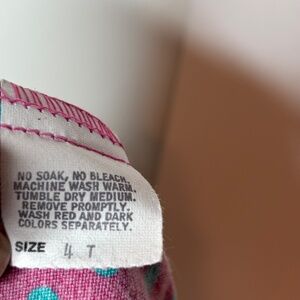 NO SOAK, NO BLEACH.
MACHINE WASH WARM.
TUMBLE DRY MEDIUM.
REMOVE PROMPTLY.
WASH RED AND DARK
COLORS SEPARATELY.
SIZE 4 T